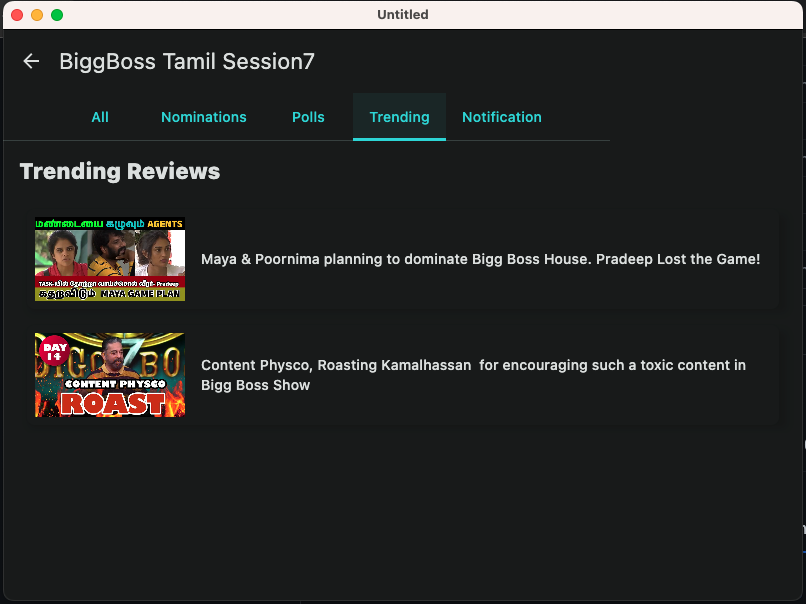 Untitled
BiggBoss Tamil Session7
All
Nominations
Polls
Trending
Notification
Trending Reviews
மண்டையை கழுவும் AGENTS
TASK-யில் தோற்றா வாய்ச்சொல் வீரர்- Pradeep
கதறவிடும் MAYA GAME PLAN
Maya & Poornima planning to dominate Bigg Boss House. Pradeep Lost the Game!
DAY
14
7
BIGG BO
CONTENT PHYSCO
ROAST
Content Physco, Roasting Kamalhassan for encouraging such a toxic content in
Bigg Boss Show